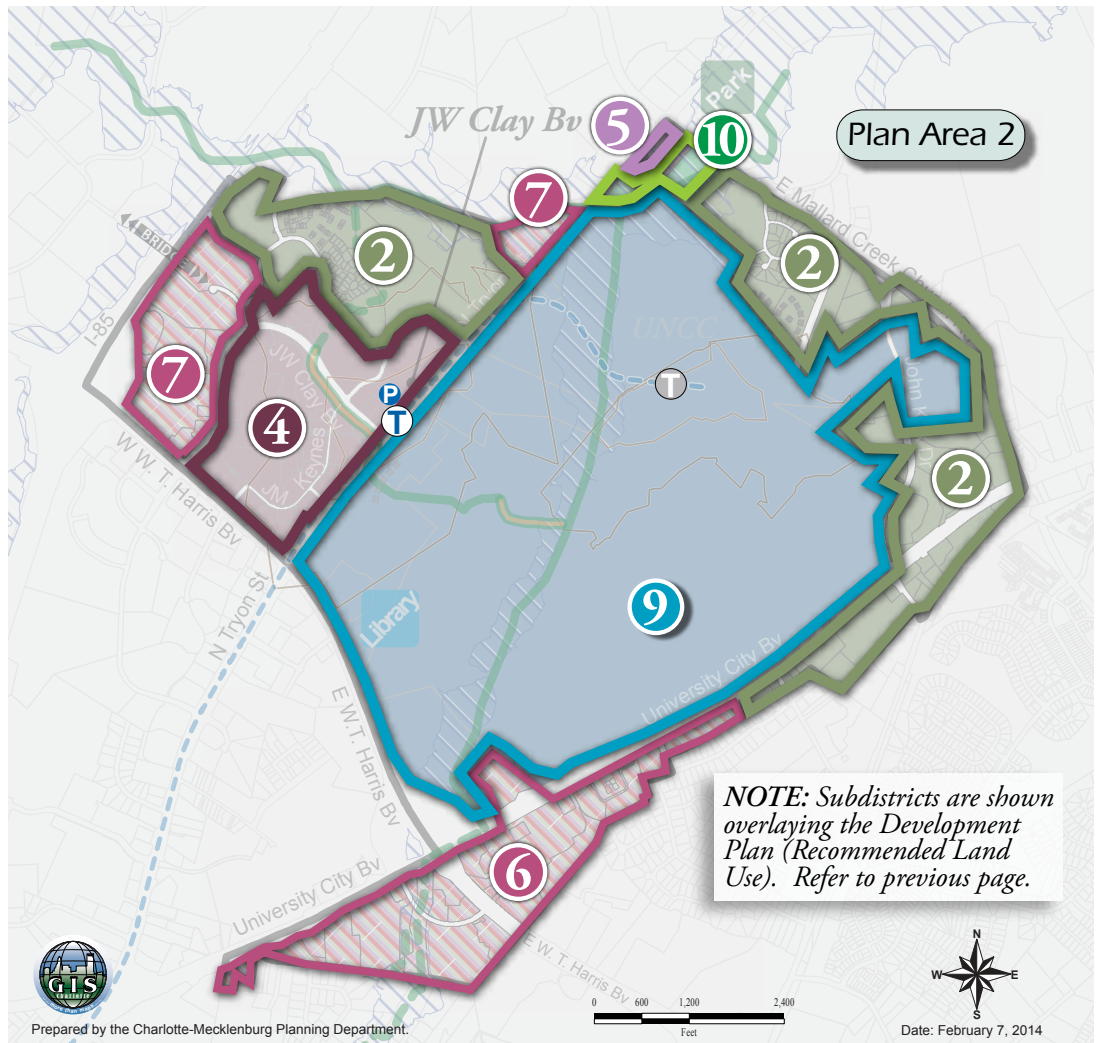 JW Clay Bv
5
Park
10
Plan Area 2
7
E Mallard Creek Ch
2
2
BRIDGE
I-85
UNCC
7
JW Clay Bv
T
John K
P
T
4
Keynes
JM
2
W W. T. Harris Bv
N Tryon St
Library
9
University City Bv
E W.T. Harris Bv
NOTE: Subdistricts are shown
overlaying the Development
Plan (Recommended Land
Use). Refer to previous page.
6
University City Bv
E W. T. Harris Bv
N
W
E
S
GIS
0 600 1,200 2,400
Feet
Prepared by the Charlotte-Mecklenburg Planning Department.
Date: February 7, 2014